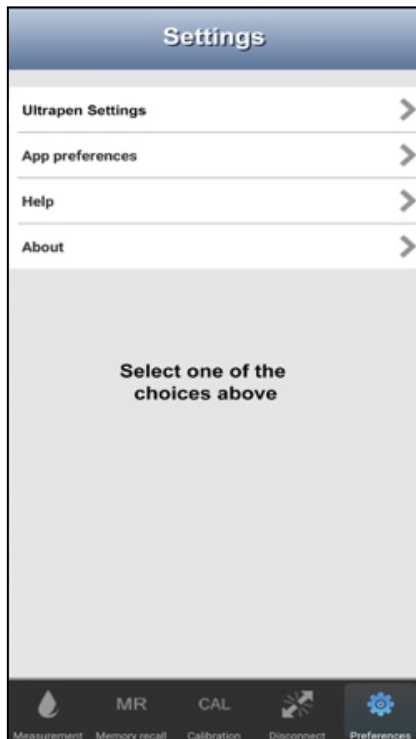 Settings
Ultrapen Settings
App preferences
Help
About
Select one of the
choices above
MR
CAL
Measurement
Memory recall
Calibration
Disconnect
Preferences